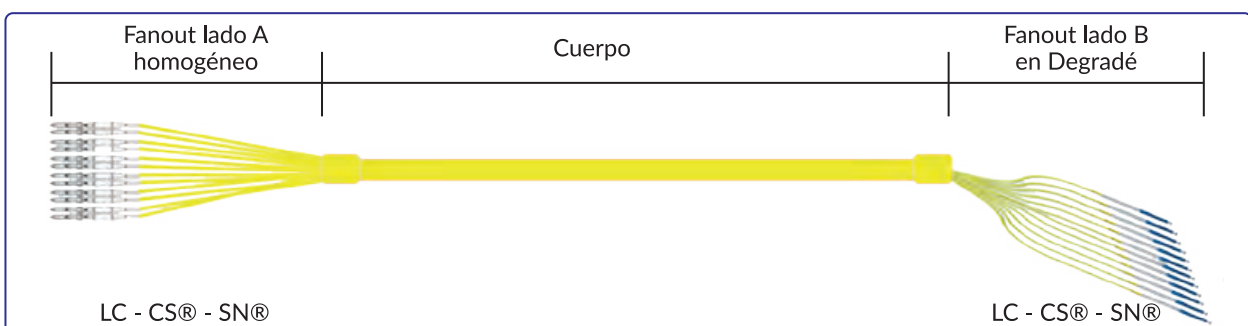 Fanout lado A
homogéneo
Cuerpo
Fanout lado B
en Degradé
LC - CS® - SN®
LC - CS® - SN®